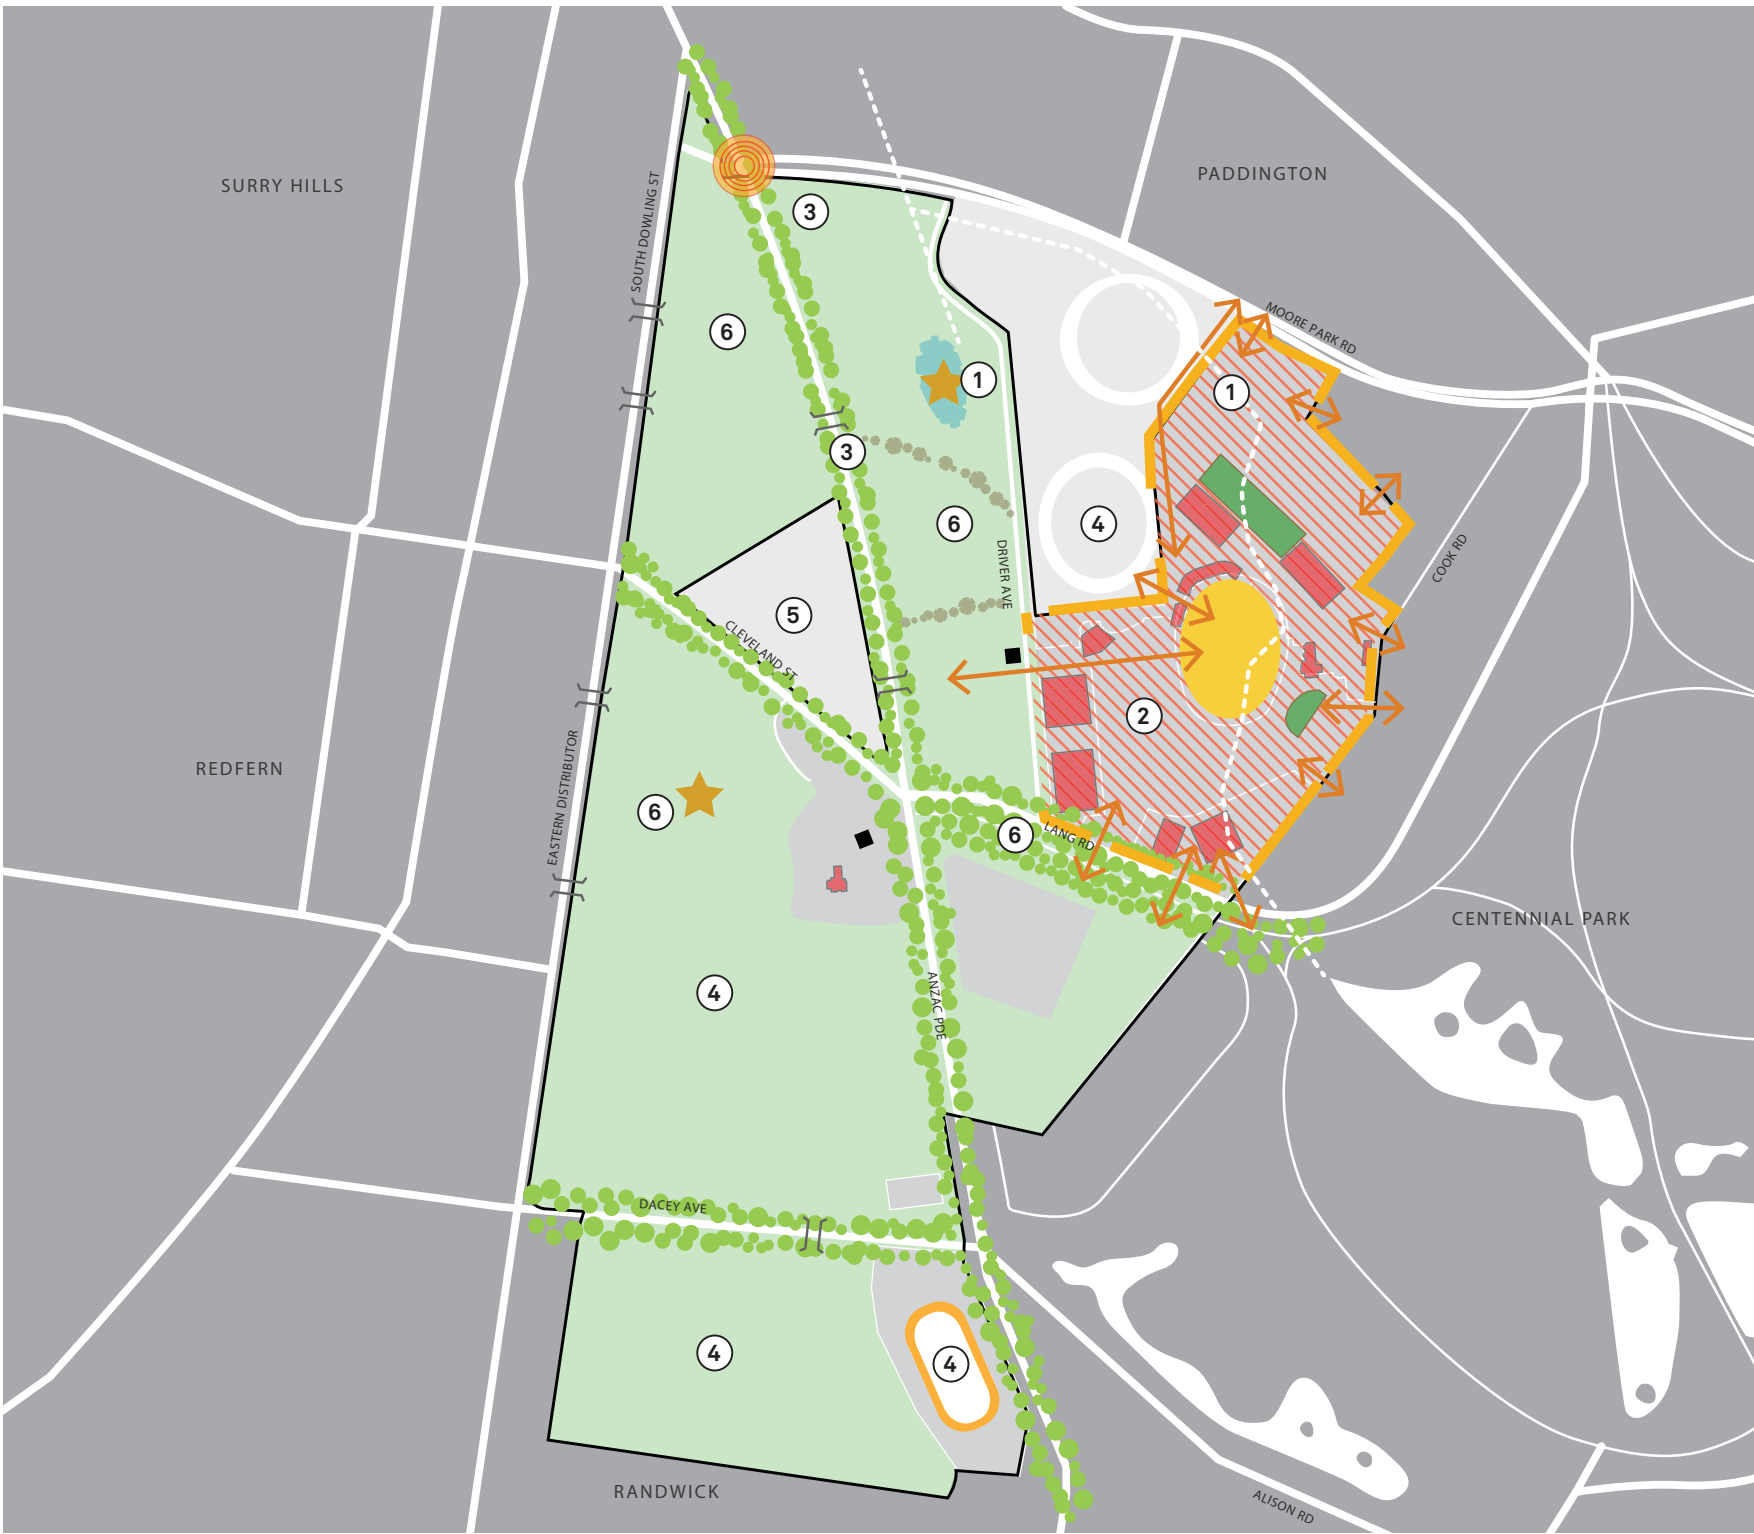 SURRY HILLS
PADDINGTON
SOUTH DOWLING ST
3
6
MOORE PARK RD
1
1
3
6
4
DRIVER AVE
COOK RD
5
CLEVELAND ST
2
REDFERN
EASTERN DISTRIBUTOR
6
6
LANG RD
CENTENNIAL PARK
4
ANZAC PDE
DACEY AVE
4
4
RANDWICK
ALISON RD